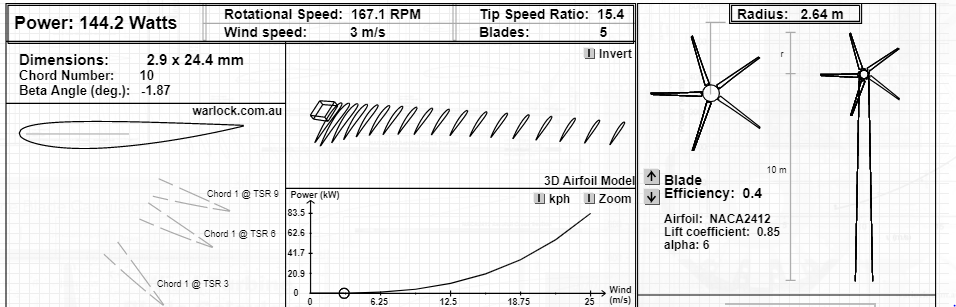 Power: 144.2 Watts
Rotational Speed: 167.1 RPM
Tip Speed Ratio: 15.4
Wind speed: 3 m/s
Blades: 5
Radius: 2.64 m
Dimensions: 2.9 x 24.4 mm
Chord Number: 10
Beta Angle (deg.): -1.87
warlock.com.au
Invert
3D Airfoil Model
r
10 m
Chord 1 @ TSR 9
Chord 1 @ TSR 6
Chord 1 @ TSR 3
Power (kW)
kph
Zoom
83.5
62.6
41.7
20.9
0
0
6.25
12.5
18.75
25
Wind
(m/s)
Blade
Efficiency: 0.4
Airfoil: NACA2412
Lift coefficient: 0.85
alpha: 6